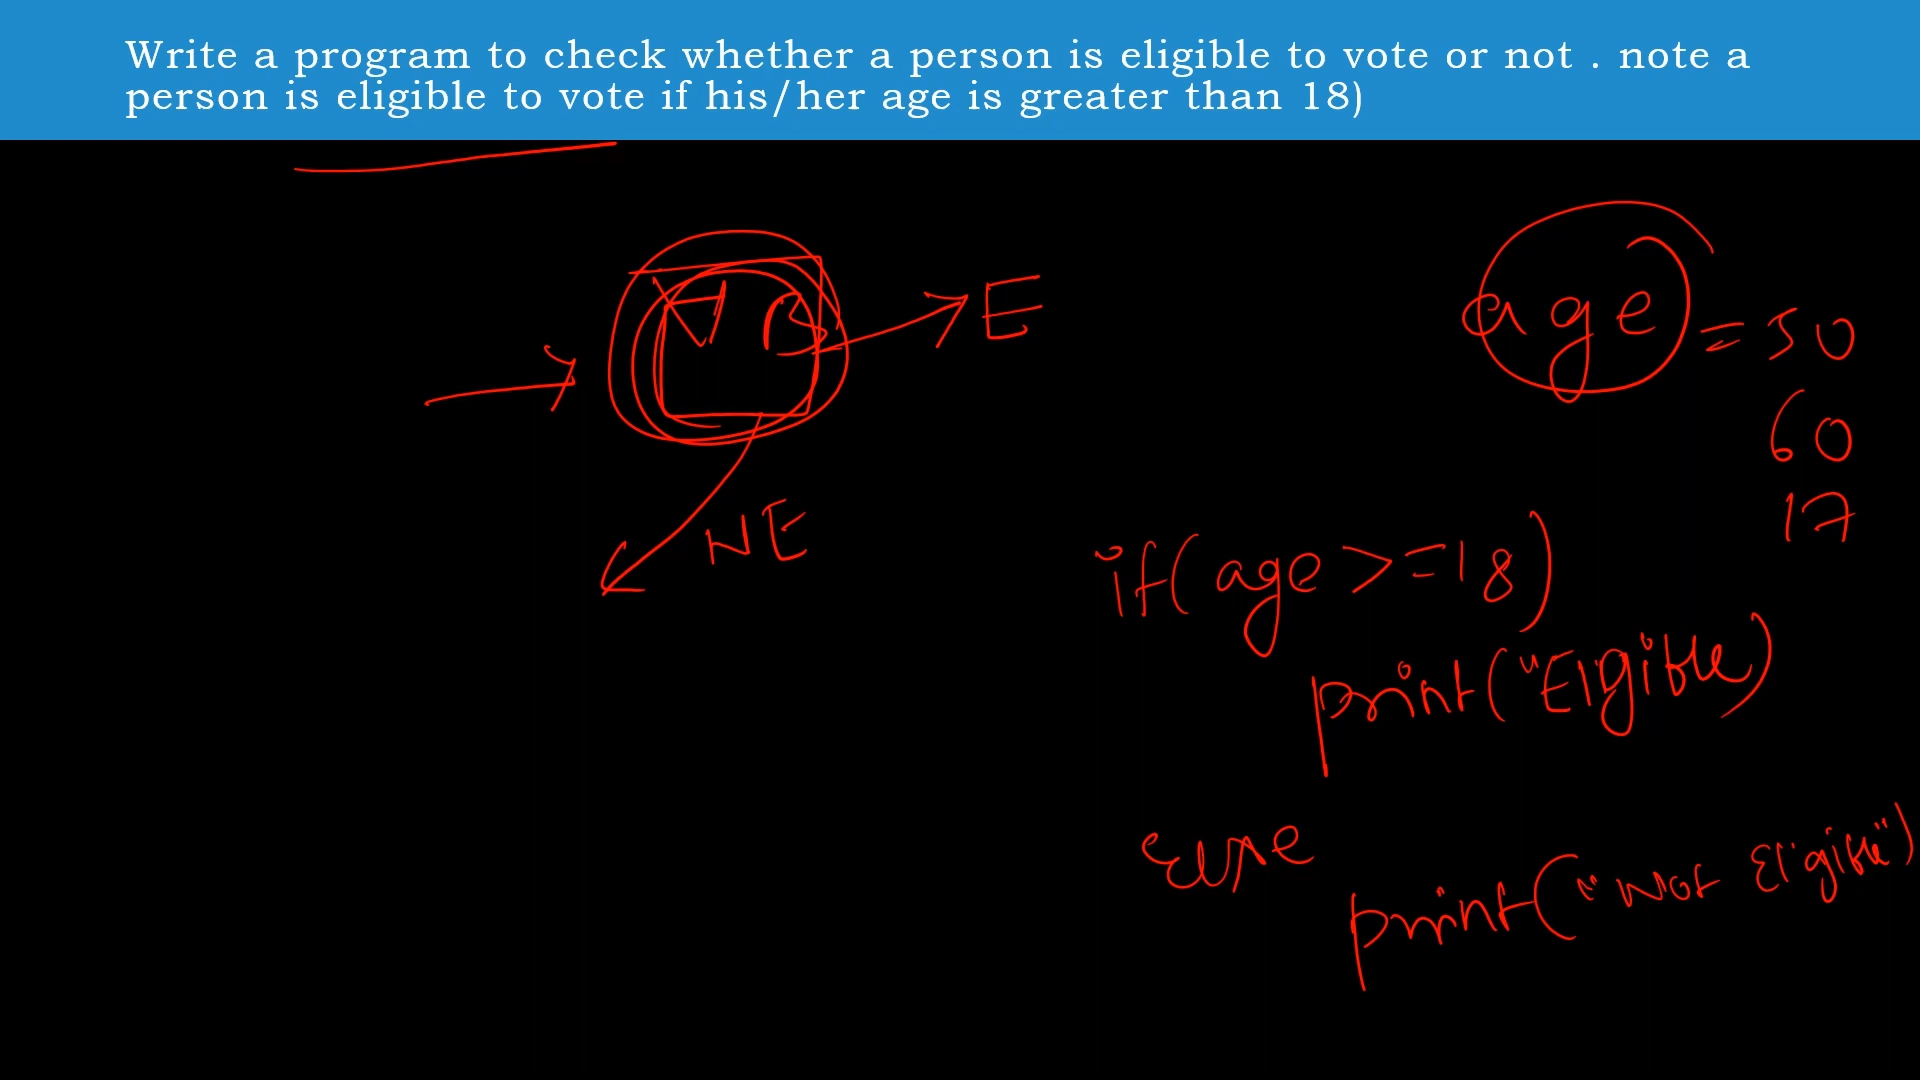 Write a program to check whether a person is eligible to vote or not . note a
person is eligible to vote if his/her age is greater than 18)
VB
E
NE
age = 50
60
17
if(age>=18)
print("Eligible)
else
print("Not Eligible")